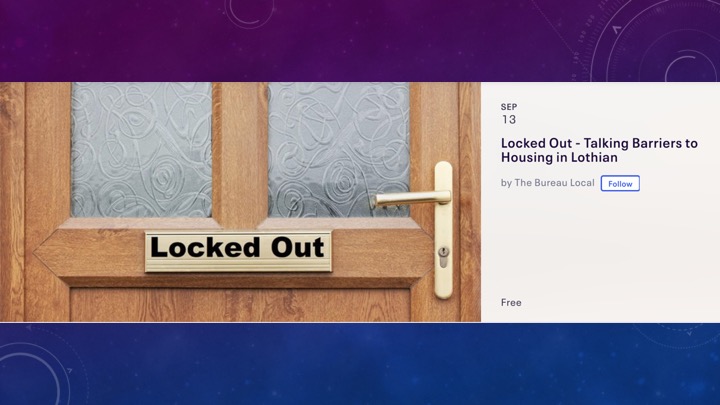 Locked Out
SEP
13
Locked Out - Talking Barriers to
Housing in Lothian
by The Bureau Local Follow
Free